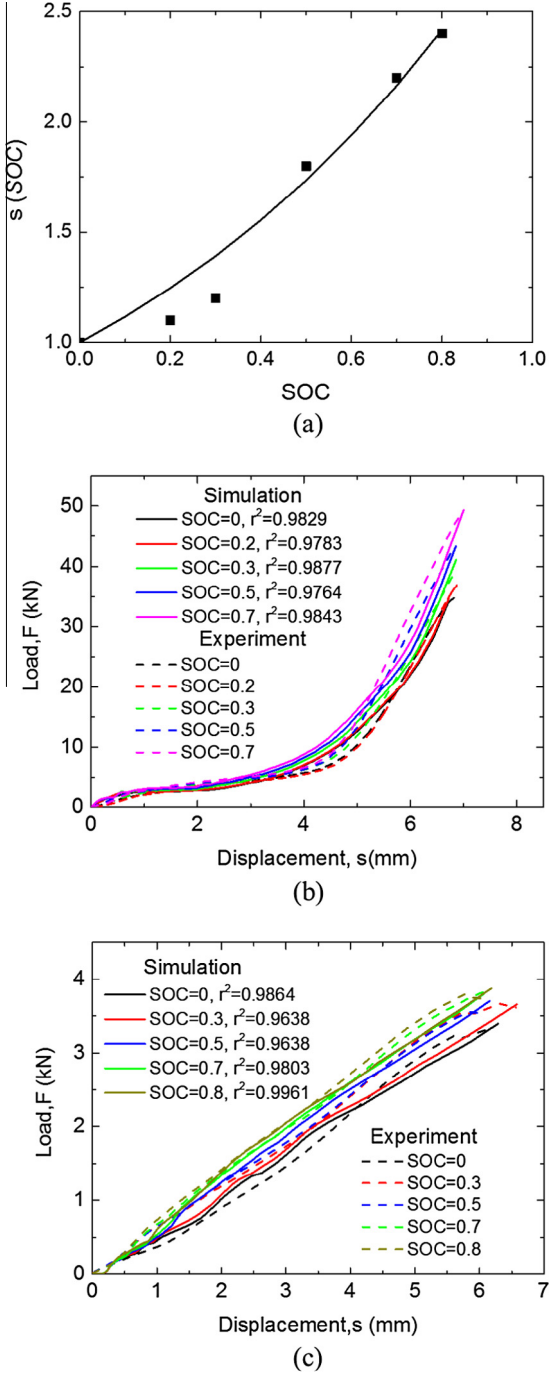 2.5
2.0
1.5
1.0
s (SOC)
0.0 0.2 0.4 0.6 0.8 1.0
SOC
(a)
50
40
30
20
10
0
Load,F (kN)
Simulation
SOC=0, r²=0.9829
SOC=0.2, r²=0.9783
SOC=0.3, r²=0.9877
SOC=0.5, r²=0.9764
SOC=0.7, r²=0.9843
Experiment
SOC=0
SOC=0.2
SOC=0.3
SOC=0.5
SOC=0.7
0 2 4 6 8
Displacement, s(mm)
(b)
4
3
2
1
0
Load,F (kN)
Simulation
SOC=0, r²=0.9864
SOC=0.3, r²=0.9638
SOC=0.5, r²=0.9638
SOC=0.7, r²=0.9803
SOC=0.8, r²=0.9961
Experiment
SOC=0
SOC=0.3
SOC=0.5
SOC=0.7
SOC=0.8
0 1 2 3 4 5 6 7
Displacement,s (mm)
(c)